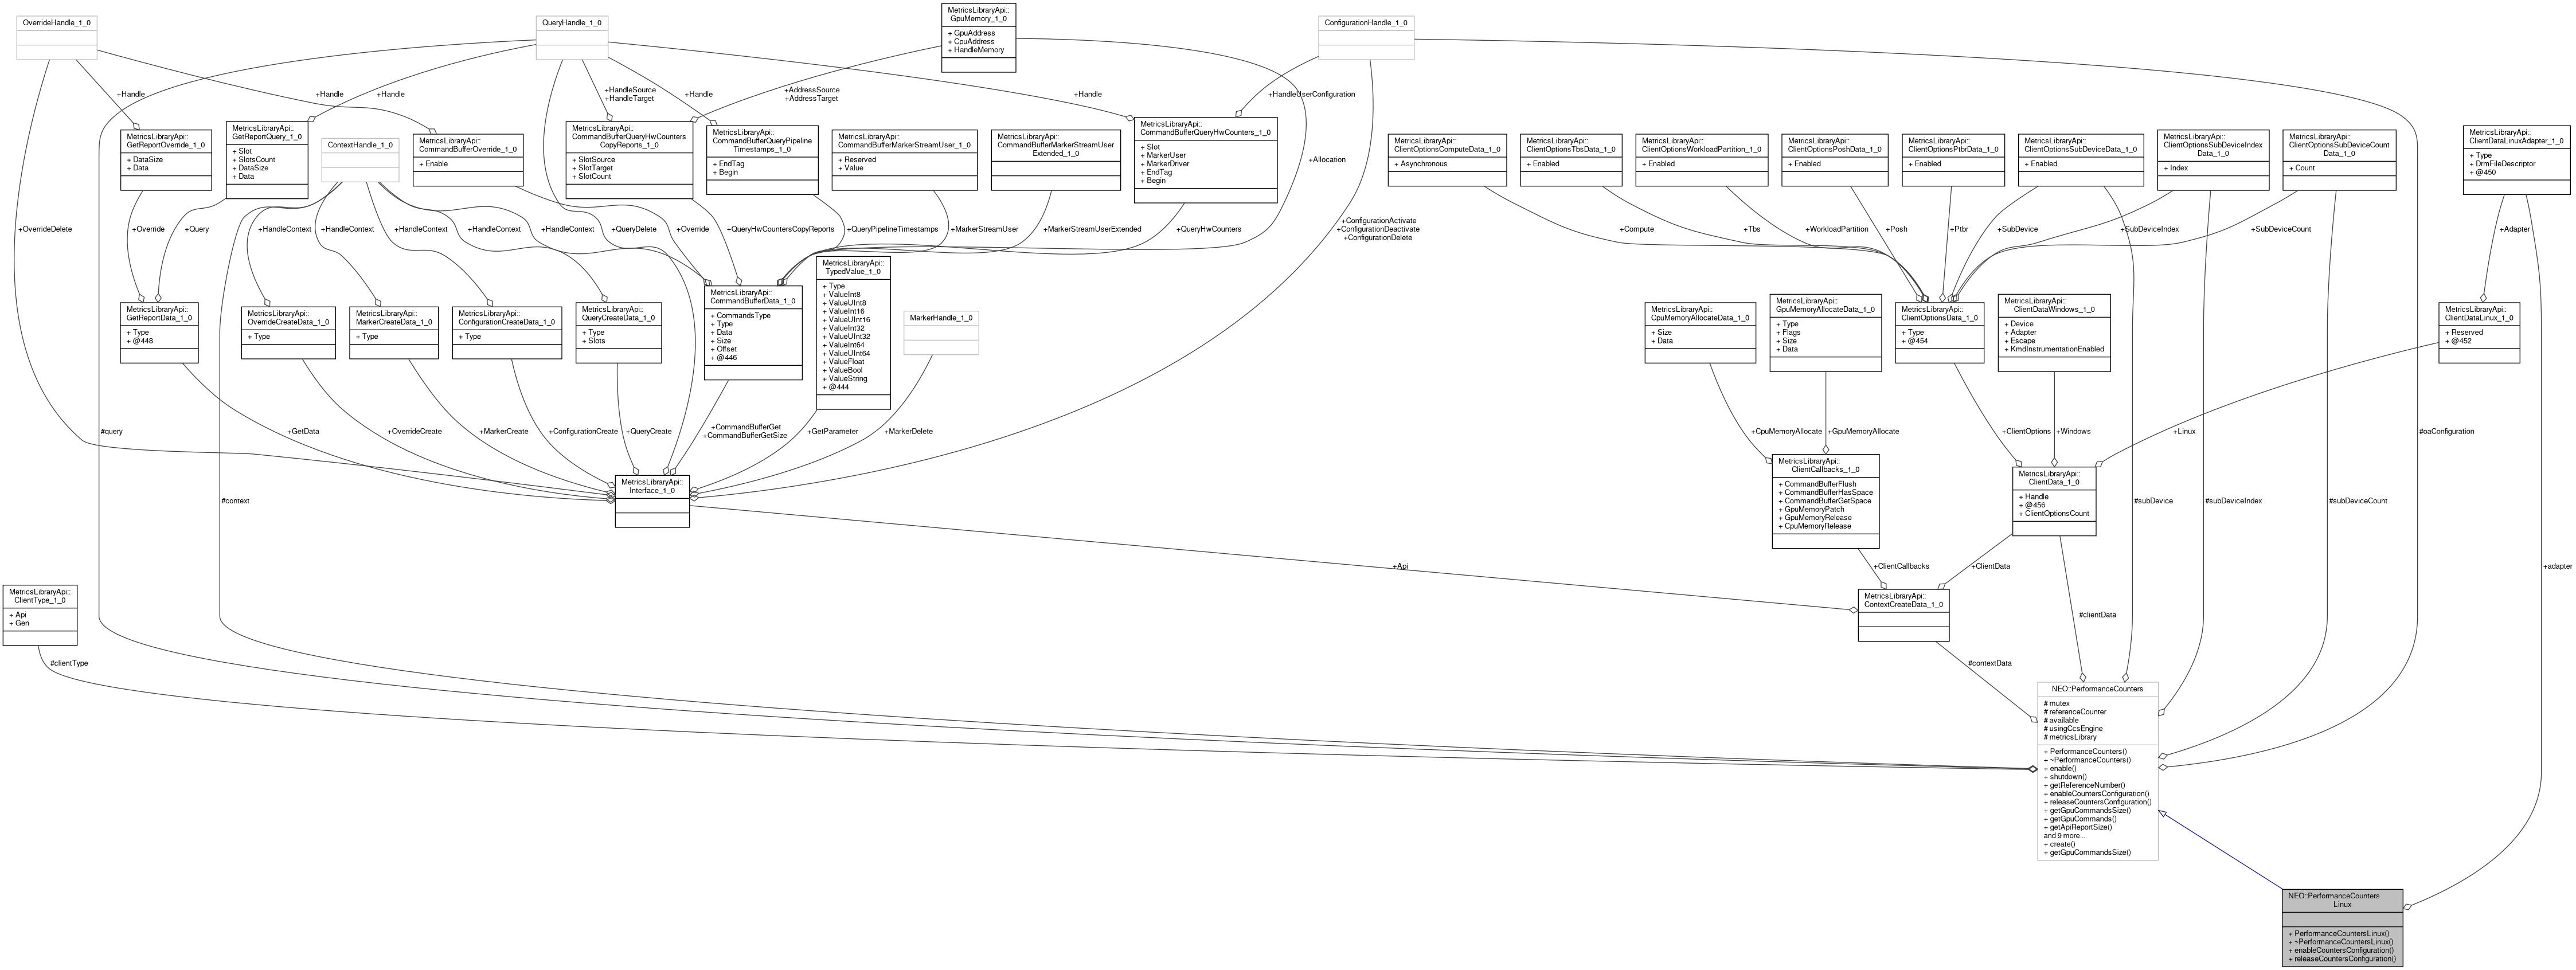 OverrideHandle_1_0
QueryHandle_1_0
MetricsLibraryApi::
GpuMemory_1_0
+ GpuAddress
+ CpuAddress
+ HandleMemory
ConfigurationHandle_1_0
+Handle
+Handle
+Handle
+HandleSource
+HandleTarget
+Handle
+AddressSource
+AddressTarget
+Handle
+HandleUserConfiguration
MetricsLibraryApi::
GetReportOverride_1_0
+ DataSize
+ Data
MetricsLibraryApi::
GetReportQuery_1_0
+ Slot
+ SlotsCount
+ DataSize
+ Data
ContextHandle_1_0
MetricsLibraryApi::
CommandBufferOverride_1_0
+ Enable
MetricsLibraryApi::
CommandBufferQueryHwCounters
CopyReports_1_0
+ SlotSource
+ SlotTarget
+ SlotCount
MetricsLibraryApi::
CommandBufferQueryPipeline
Timestamps_1_0
+ EndTag
+ Begin
MetricsLibraryApi::
CommandBufferMarkerStreamUser_1_0
+ Reserved
+ Value
MetricsLibraryApi::
CommandBufferMarkerStreamUser
Extended_1_0
MetricsLibraryApi::
CommandBufferQueryHwCounters_1_0
+ Slot
+ MarkerUser
+ MarkerDriver
+ EndTag
+ Begin
+Allocation
MetricsLibraryApi::
ClientOptionsComputeData_1_0
+ Asynchronous
MetricsLibraryApi::
ClientOptionsTbsData_1_0
+ Enabled
MetricsLibraryApi::
ClientOptionsWorkloadPartition_1_0
+ Enabled
MetricsLibraryApi::
ClientOptionsPoshData_1_0
+ Enabled
MetricsLibraryApi::
ClientOptionsPtbrData_1_0
+ Enabled
MetricsLibraryApi::
ClientOptionsSubDeviceData_1_0
+ Enabled
MetricsLibraryApi::
ClientOptionsSubDeviceIndex
Data_1_0
+ Index
MetricsLibraryApi::
ClientOptionsSubDeviceCount
Data_1_0
+ Count
MetricsLibraryApi::
ClientDataLinuxAdapter_1_0
+ Type
+ DrmFileDescriptor
+ @450
+OverrideDelete
+Override
+Query
+HandleContext
+HandleContext
+HandleContext
+HandleContext
+HandleContext
+QueryDelete
+Override
+QueryHwCountersCopyReports
+QueryPipelineTimestamps
+MarkerStreamUser
+MarkerStreamUserExtended
+QueryHwCounters
+ConfigurationActivate
+ConfigurationDeactivate
+ConfigurationDelete
+Compute
+Tbs
+WorkloadPartition
+Posh
+Ptbr
+SubDevice
+SubDeviceIndex
+SubDeviceCount
+Adapter
MetricsLibraryApi::
GetReportData_1_0
+ Type
+ @448
MetricsLibraryApi::
OverrideCreateData_1_0
+ Type
MetricsLibraryApi::
MarkerCreateData_1_0
+ Type
MetricsLibraryApi::
ConfigurationCreateData_1_0
+ Type
MetricsLibraryApi::
QueryCreateData_1_0
+ Type
+ Slots
MetricsLibraryApi::
CommandBufferData_1_0
+ CommandsType
+ Type
+ Data
+ Size
+ Offset
+ @446
MetricsLibraryApi::
TypedValue_1_0
+ Type
+ ValueInt8
+ ValueUInt8
+ ValueInt16
+ ValueUInt16
+ ValueInt32
+ ValueUInt32
+ ValueInt64
+ ValueUInt64
+ ValueFloat
+ ValueBool
+ ValueString
+ @444
MarkerHandle_1_0
MetricsLibraryApi::
CpuMemoryAllocateData_1_0
+ Size
+ Data
MetricsLibraryApi::
GpuMemoryAllocateData_1_0
+ Type
+ Flags
+ Size
+ Data
MetricsLibraryApi::
ClientOptionsData_1_0
+ Type
+ @454
MetricsLibraryApi::
ClientDataWindows_1_0
+ Device
+ Adapter
+ Escape
+ KmdInstrumentationEnabled
MetricsLibraryApi::
ClientDataLinux_1_0
+ Reserved
+ @452
#query
+GetData
+OverrideCreate
+MarkerCreate
+ConfigurationCreate
+QueryCreate
+CommandBufferGet
+CommandBufferGetSize
+GetParameter
+MarkerDelete
+CpuMemoryAllocate
+GpuMemoryAllocate
+ClientOptions
+Windows
+Linux
#oaConfiguration
MetricsLibraryApi::
Interface_1_0
MetricsLibraryApi::
ClientCallbacks_1_0
+ CommandBufferFlush
+ CommandBufferHasSpace
+ CommandBufferGetSpace
+ GpuMemoryPatch
+ GpuMemoryRelease
+ CpuMemoryRelease
MetricsLibraryApi::
ClientData_1_0
+ Handle
+ @456
+ ClientOptionsCount
#context
#subDevice
#subDeviceIndex
#subDeviceCount
+Api
+ClientCallbacks
+ClientData
+adapter
MetricsLibraryApi::
ClientType_1_0
+ Api
+ Gen
MetricsLibraryApi::
ContextCreateData_1_0
#clientData
#clientType
#contextData
NEO::PerformanceCounters
# mutex
# referenceCounter
# available
# usingCcsEngine
# metricsLibrary
+ PerformanceCounters()
+ ~PerformanceCounters()
+ enable()
+ shutdown()
+ getReferenceNumber()
+ enableCountersConfiguration()
+ releaseCountersConfiguration()
+ getGpuCommandsSize()
+ getGpuCommands()
+ getApiReportSize()
and 9 more...
+ create()
+ getGpuCommandsSize()
NEO::PerformanceCounters
Linux
+ PerformanceCountersLinux()
+ ~PerformanceCountersLinux()
+ enableCountersConfiguration()
+ releaseCountersConfiguration()